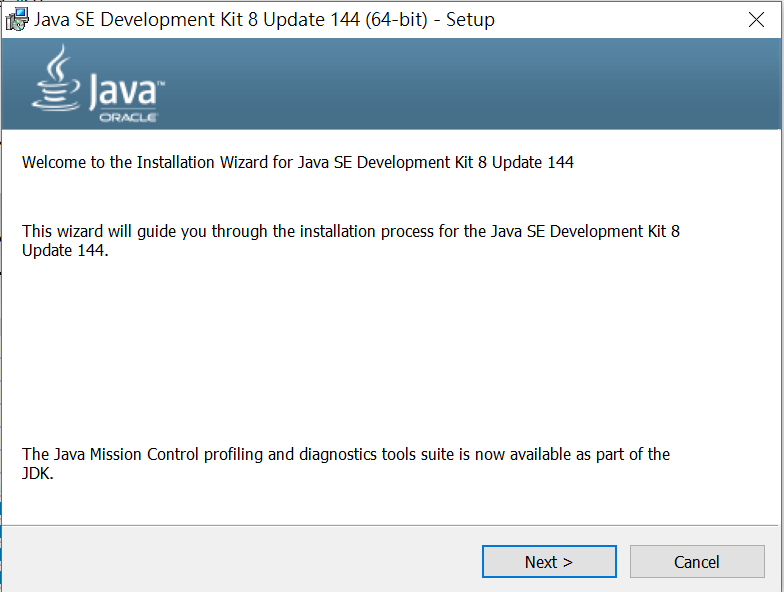 Java SE Development Kit 8 Update 144 (64-bit) - Setup
Java™
ORACLE
Welcome to the Installation Wizard for Java SE Development Kit 8 Update 144
This wizard will guide you through the installation process for the Java SE Development Kit 8
Update 144.
The Java Mission Control profiling and diagnostics tools suite is now available as part of the
JDK.
Next >
Cancel